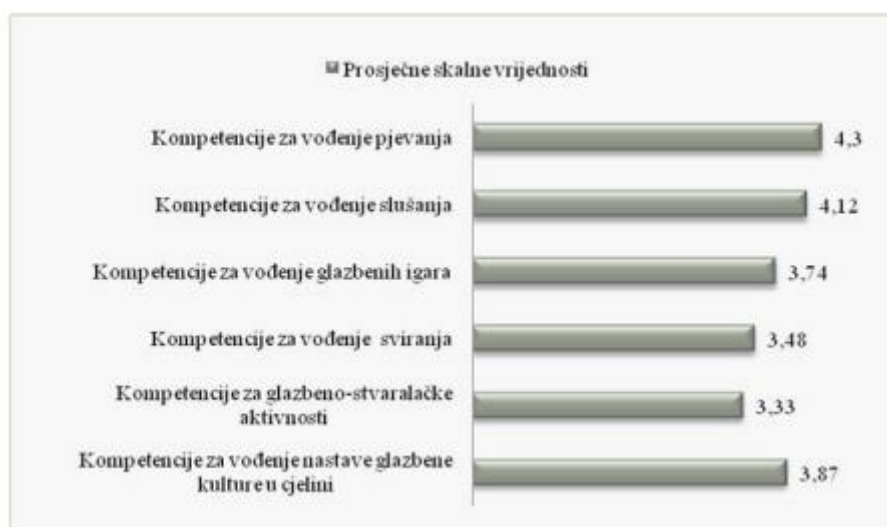 Prosječne skalne vrijednosti
Kompetencije za vođenje pjevanja
4,3
Kompetencije za vođenje slušanja
4,12
Kompetencije za vođenje glazbenih igara
3,74
Kompetencije za vođenje sviranja
3,48
Kompetencije za glazbeno-stvaralačke
aktivnosti
3,33
Kompetencije za vođenje nastave glazbene
kulture u cjelini
3,87